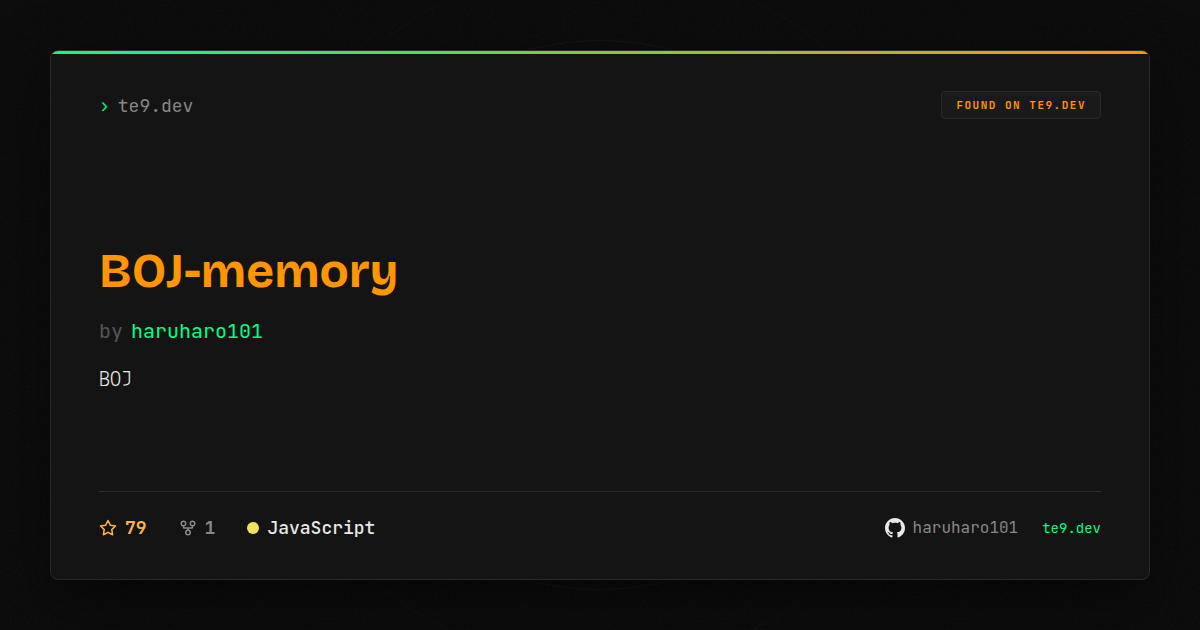 › te9.dev
FOUND ON TE9.DEV
BOJ-memory
by haruharo101
BOJ
79 1 JavaScript
haruharo101 te9.dev